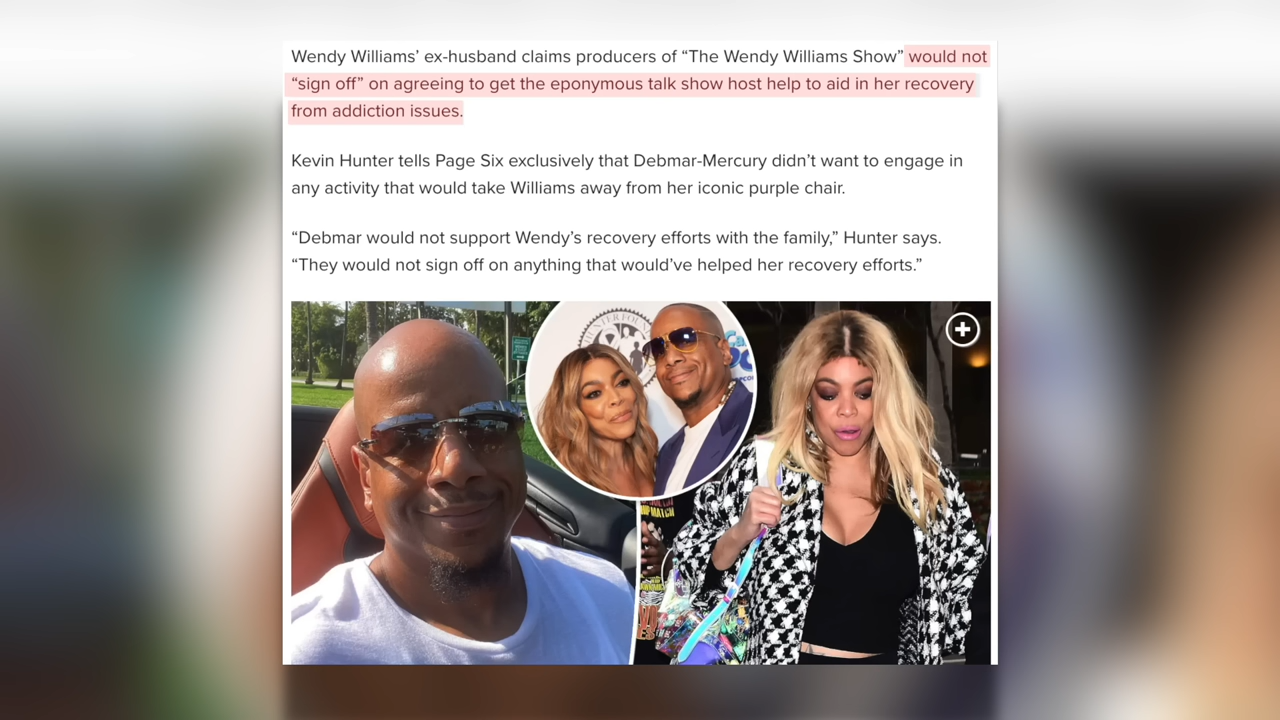 Wendy Williams’ ex-husband claims producers of “The Wendy Williams Show” would not
“sign off” on agreeing to get the eponymous talk show host help to aid in her recovery
from addiction issues.
Kevin Hunter tells Page Six exclusively that Debmar-Mercury didn’t want to engage in
any activity that would take Williams away from her iconic purple chair.
“Debmar would not support Wendy’s recovery efforts with the family,” Hunter says.
“They would not sign off on anything that would’ve helped her recovery efforts.”